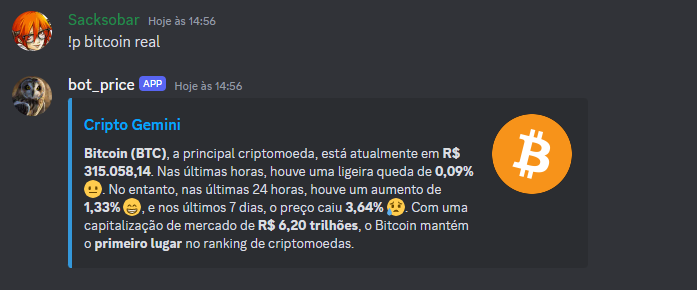 Sacksobar Hoje às 14:56
!p bitcoin real
bot_price APP Hoje às 14:56
Cripto Gemini
Bitcoin (BTC), a principal criptomoeda, está atualmente em R$
315.058,14. Nas últimas horas, houve uma ligeira queda de 0,09%
😐. No entanto, nas últimas 24 horas, houve um aumento de
1,33% 😁, e nos últimos 7 dias, o preço caiu 3,64% 😥. Com uma
capitalização de mercado de R$ 6,20 trilhões, o Bitcoin mantém
o primeiro lugar no ranking de criptomoedas.